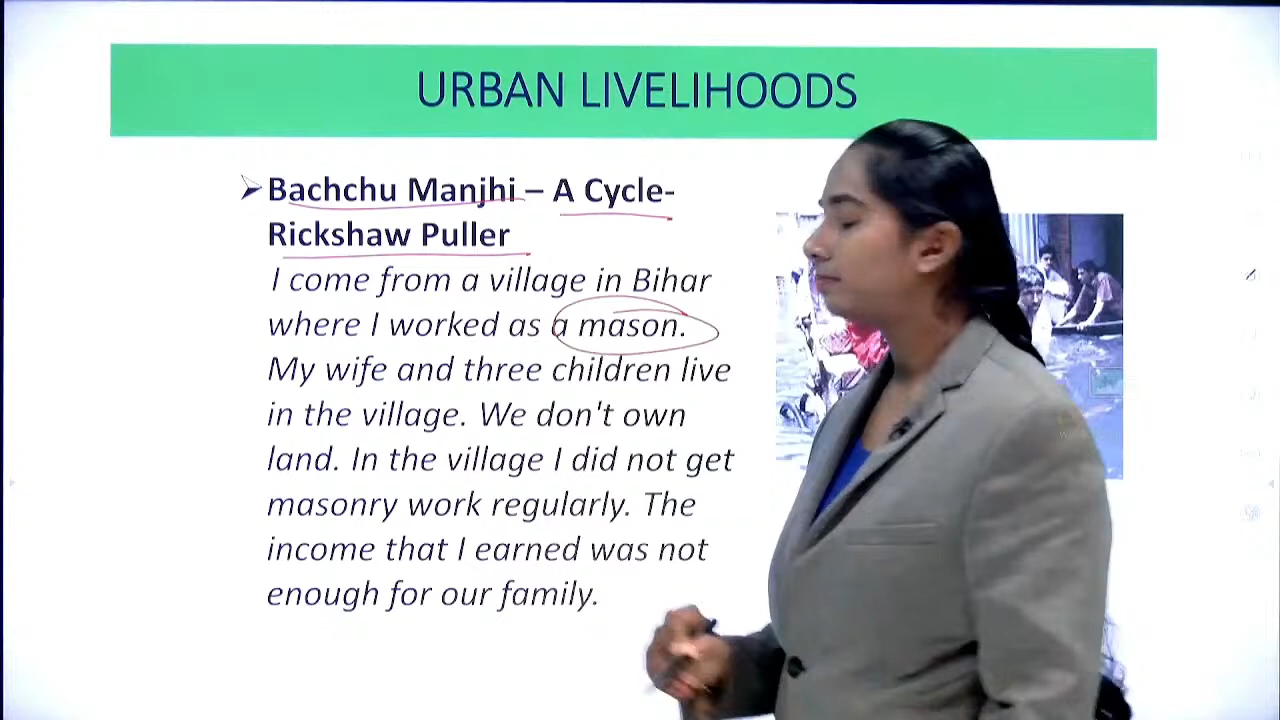 URBAN LIVELIHOODS
Bachchu Manjhi – A Cycle-
Rickshaw Puller
I come from a village in Bihar
where I worked as a mason.
My wife and three children live
in the village. We don't own
land. In the village I did not get
masonry work regularly. The
income that I earned was not
enough for our family.